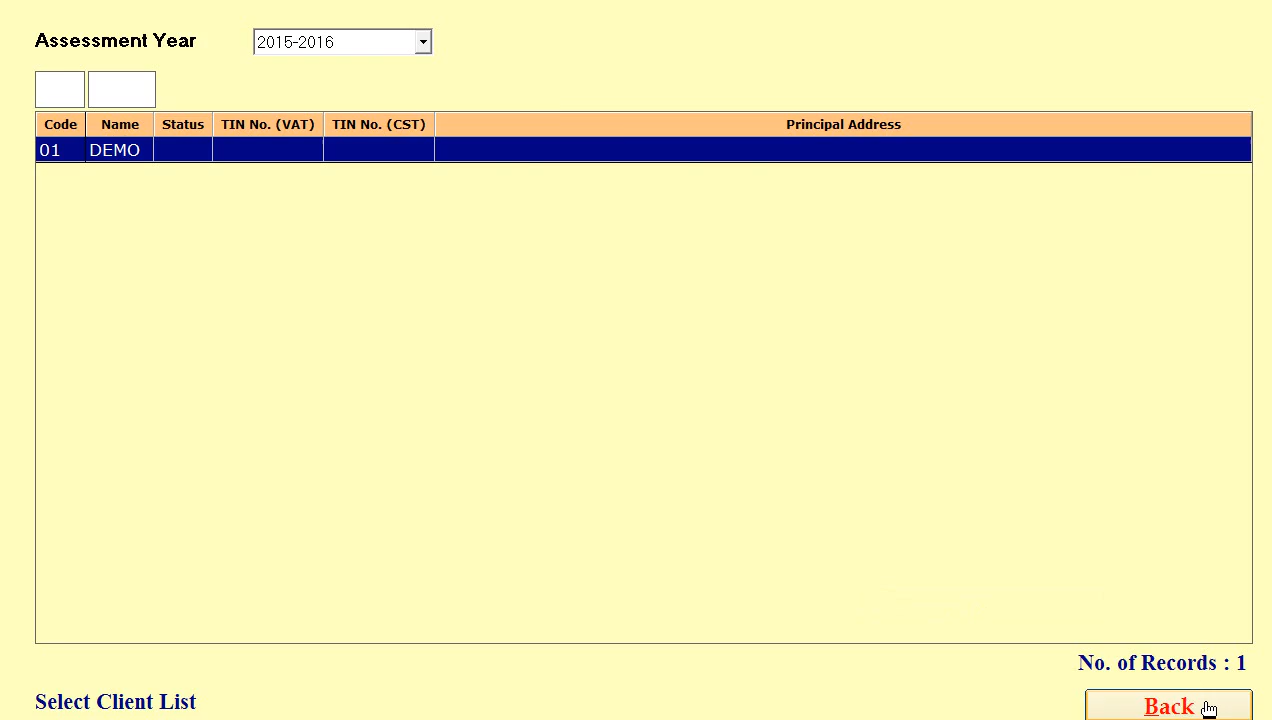 Assessment Year 2015-2016
Code Name Status TIN No. (VAT) TIN No. (CST) Principal Address
01 DEMO
No. of Records : 1
Select Client List
Back